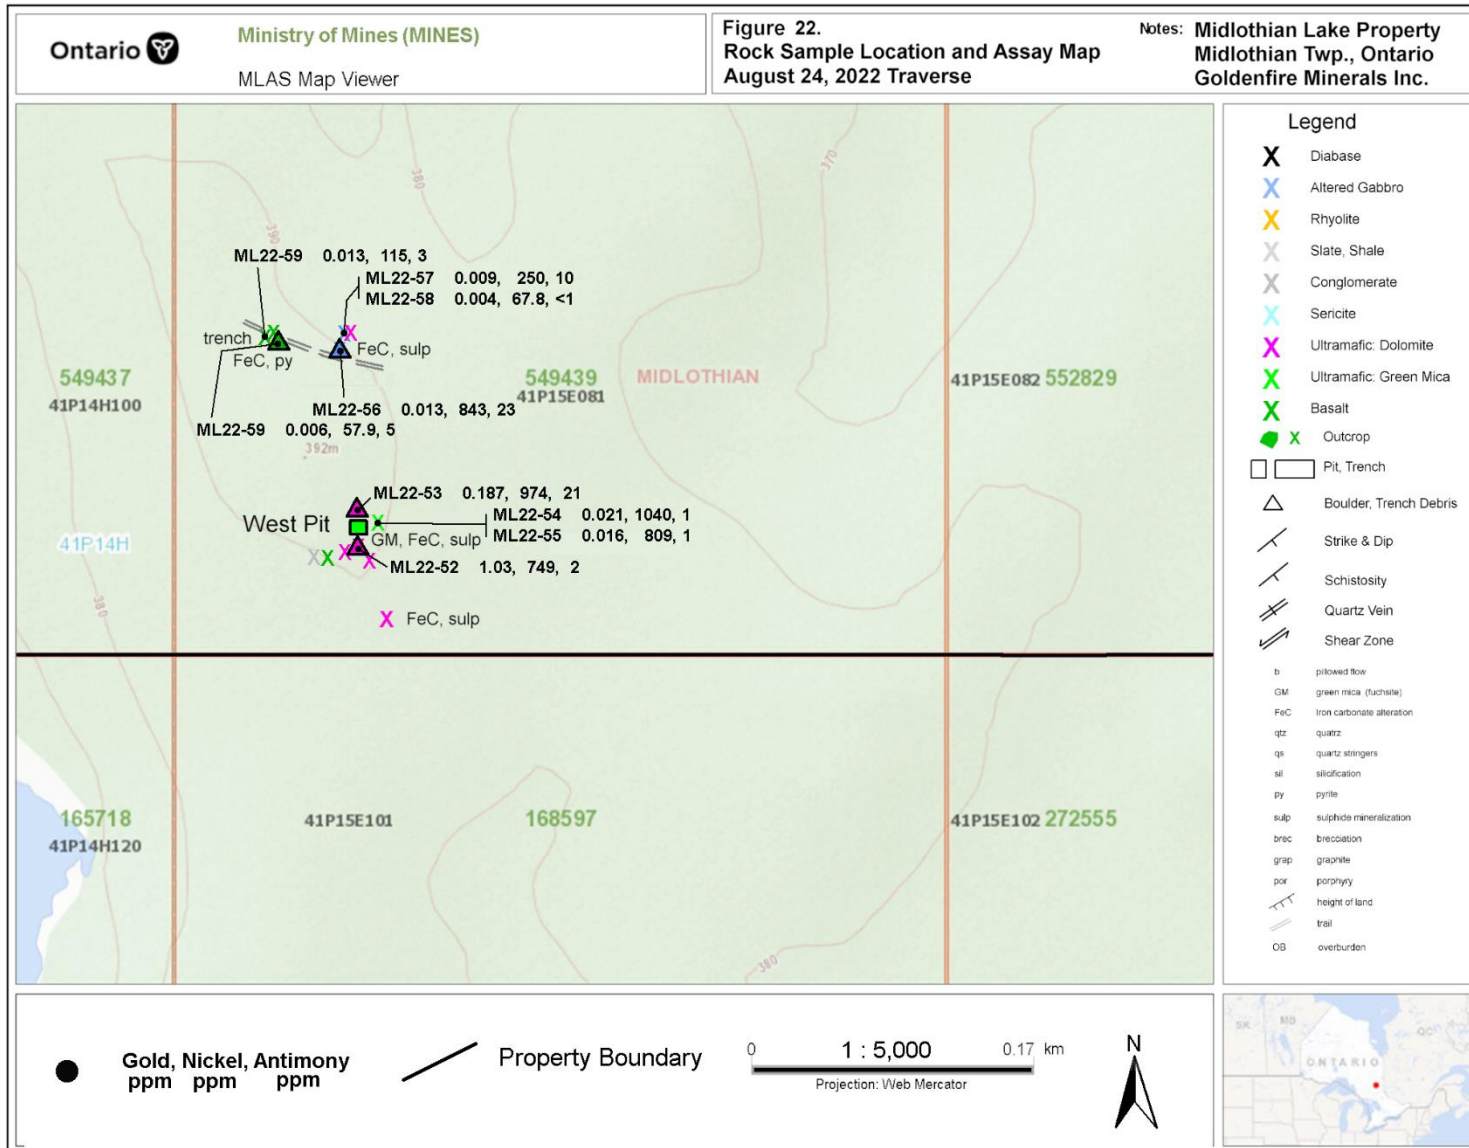 Ontario
Ministry of Mines (MINES)
MLAS Map Viewer
Figure 22.
Rock Sample Location and Assay Map
August 24, 2022 Traverse
Notes: Midlothian Lake Property
Midlothian Twp., Ontario
Goldenfire Minerals Inc.
380
370
390
ML22-59 0.013, 115, 3
ML22-57 0.009, 250, 10
ML22-58 0.004, 67.8, <1
trench
FeC, py
FeC, sulp
549437
41P14H100
549439
41P15E081
MIDLOTHIAN
41P15E082 552829
ML22-56 0.013, 843, 23
ML22-59 0.006, 57.9, 5
392m
ML22-53 0.187, 974, 21
West Pit
ML22-54 0.021, 1040, 1
ML22-55 0.016, 809, 1
GM, FeC, sulp
41P14H
ML22-52 1.03, 749, 2
380
FeC, sulp
165718
41P14H120
41P15E101
168597
41P15E102 272555
380
Legend
Diabase
Altered Gabbro
Rhyolite
Slate, Shale
Conglomerate
Sericite
Ultramafic: Dolomite
Ultramafic: Green Mica
Basalt
Outcrop
Pit, Trench
Boulder, Trench Debris
Strike & Dip
Schistosity
Quartz Vein
Shear Zone
b pillowed flow
GM green mica (fuchsite)
FeC Iron carbonate alteration
qtz quatrz
qs quartz stringers
sil silicification
py pyrite
sulp sulphide mineralization
brec brecciation
grap graphite
por porphyry
height of land
trail
OB overburden
Gold, Nickel, Antimony
ppm ppm ppm
Property Boundary
0 1 : 5,000 0.17 km
Projection: Web Mercator
N
SK
MB
ONTARIO
QC